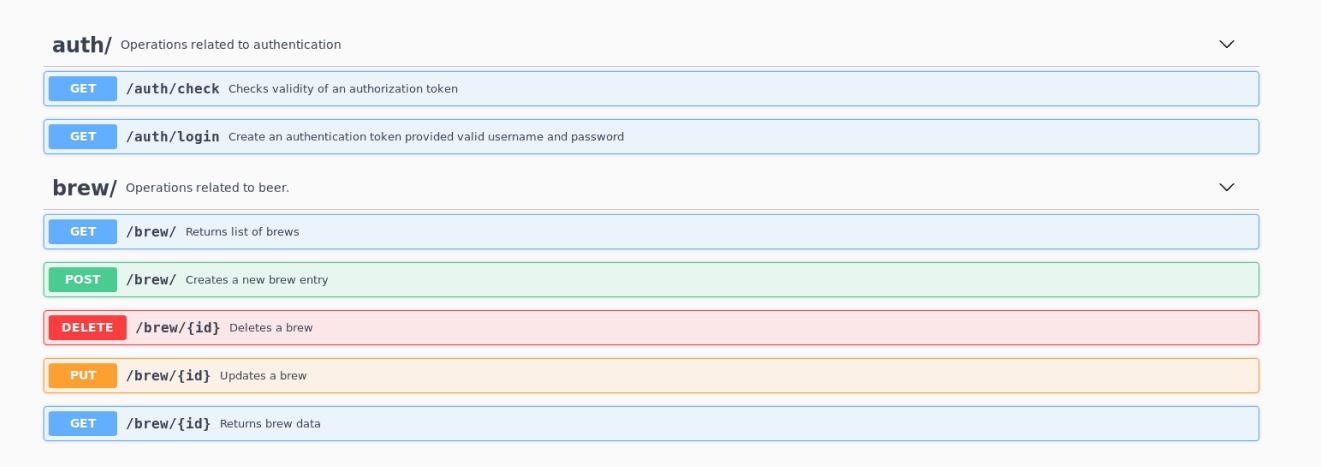 auth/ Operations related to authentication
GET /auth/check Checks validity of an authorization token
GET /auth/login Create an authentication token provided valid username and password
brew/ Operations related to beer.
GET /brew/ Returns list of brews
POST /brew/ Creates a new brew entry
DELETE /brew/{id} Deletes a brew
PUT /brew/{id} Updates a brew
GET /brew/{id} Returns brew data